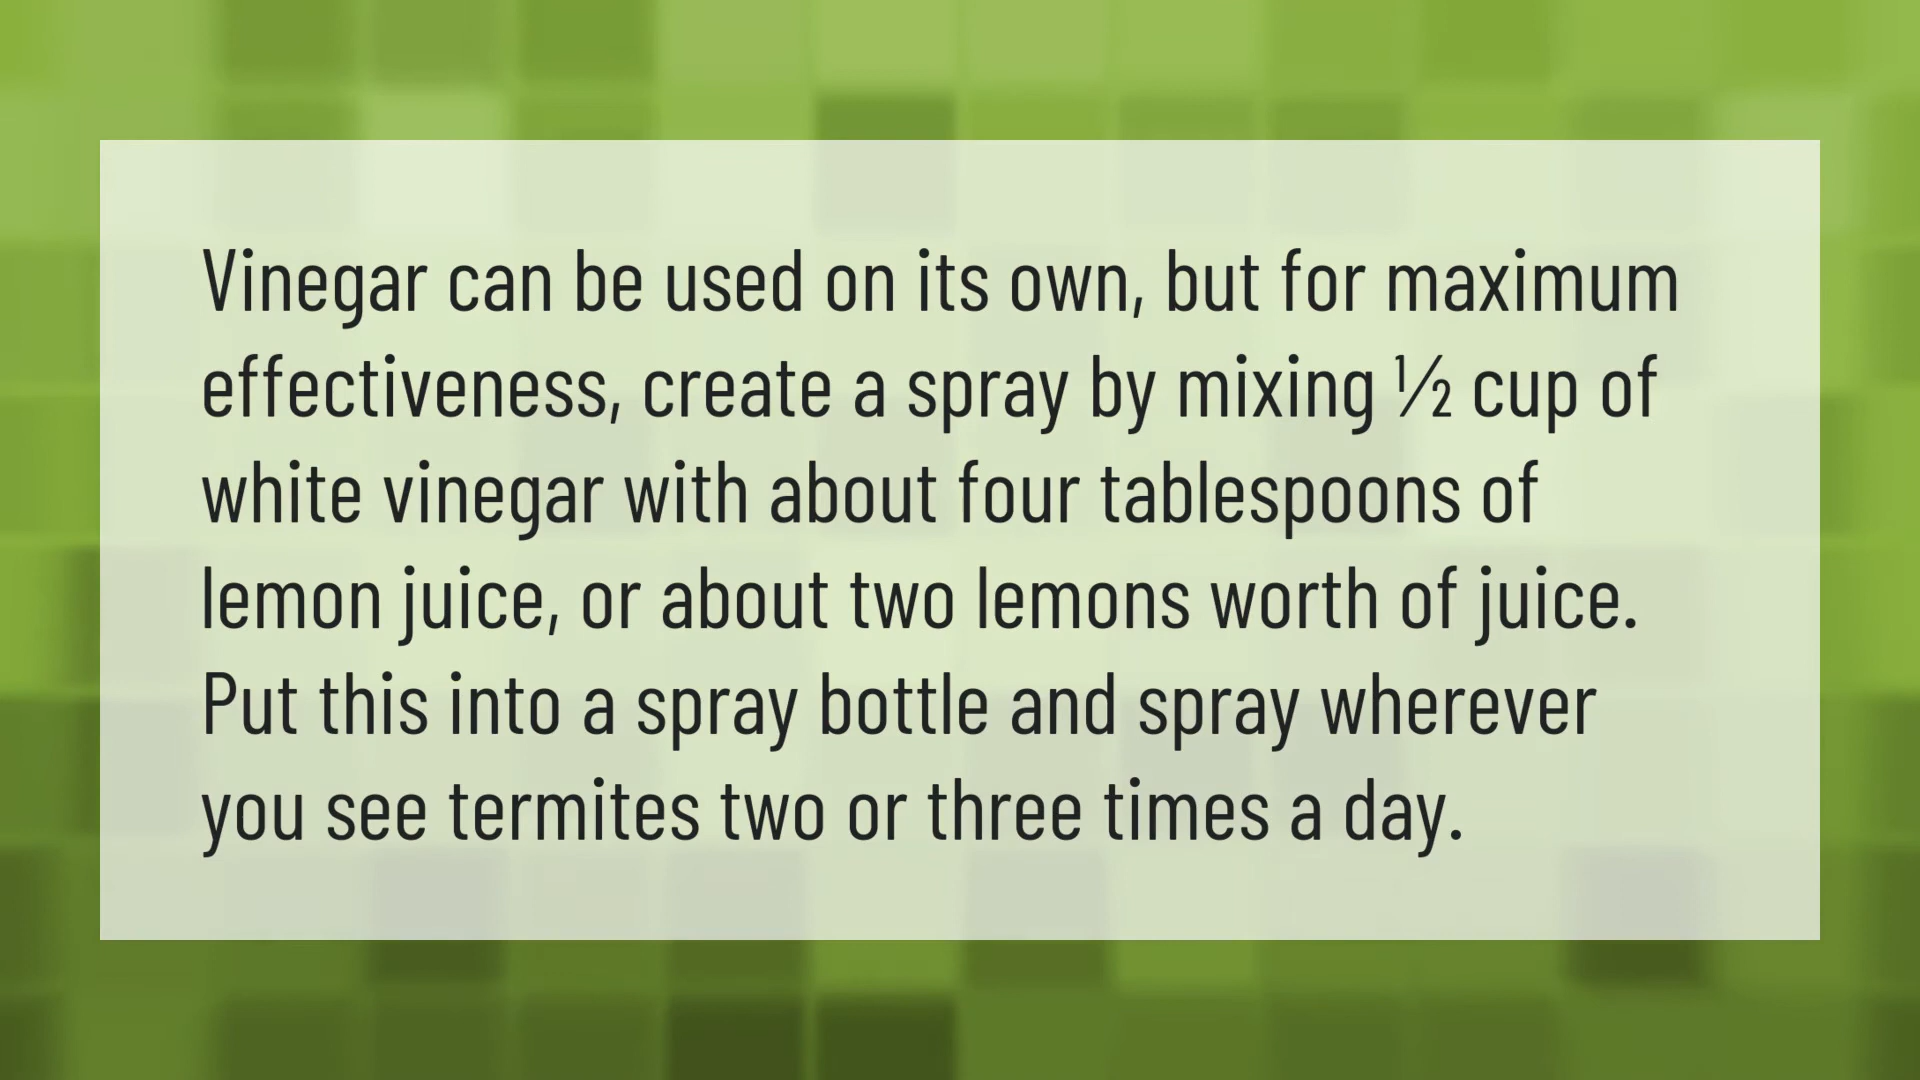 Vinegar can be used on its own, but for maximum
effectiveness, create a spray by mixing ½ cup of
white vinegar with about four tablespoons of
lemon juice, or about two lemons worth of juice.
Put this into a spray bottle and spray wherever
you see termites two or three times a day.